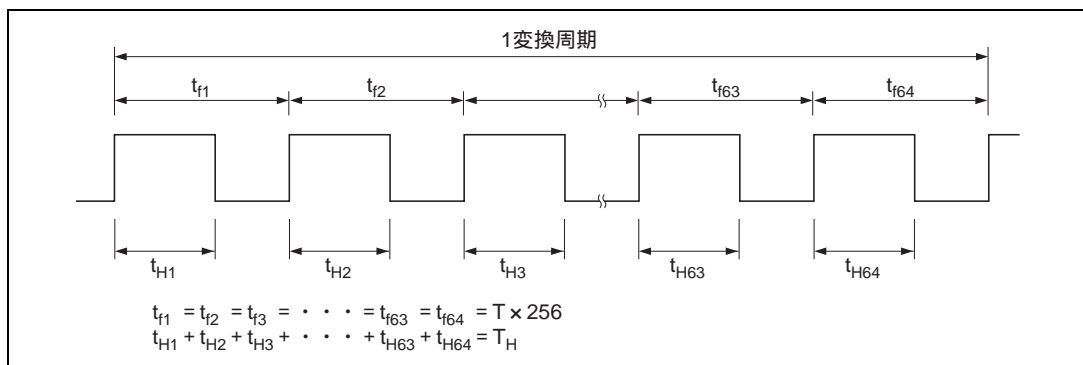 1変換周期
tf1 tf2 tf63 tf64
tH1 tH2 tH3 tH63 tH64
tf1 = tf2 = tf3 = ・・・ = tf63 = tf64 = T × 256
tH1 + tH2 + tH3 + ・・・ + tH63 + tH64 = TH